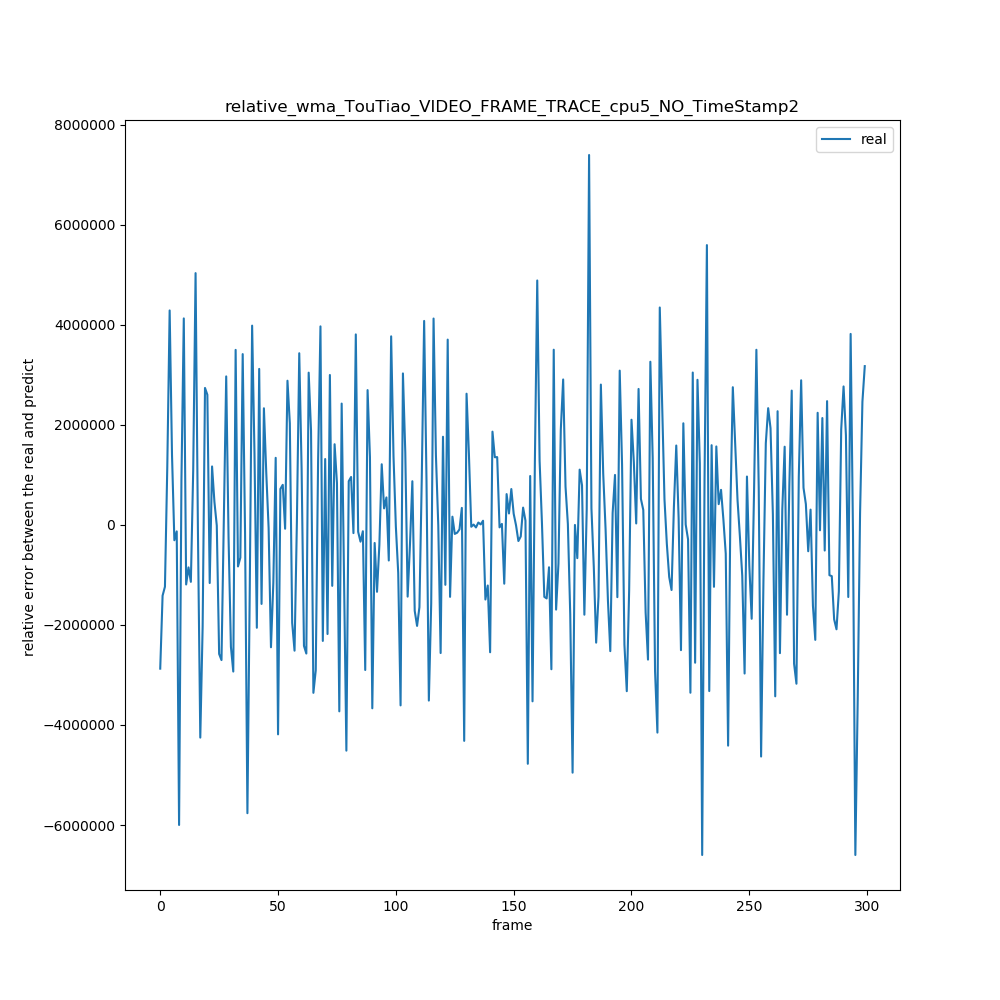 relative_wma_TouTiao_VIDEO_FRAME_TRACE_cpu5_NO_TimeStamp2
real
8000000
6000000
4000000
2000000
0
−2000000
−4000000
−6000000
relative error between the real and predict
0 50 100 150 200 250 300
frame